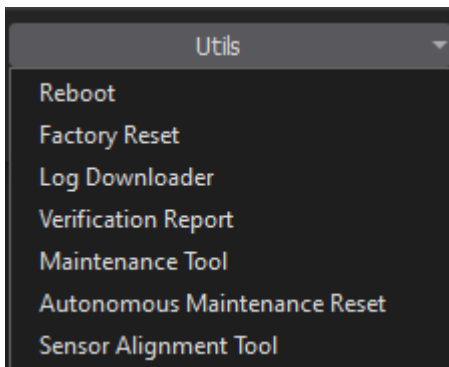 Utils
Reboot
Factory Reset
Log Downloader
Verification Report
Maintenance Tool
Autonomous Maintenance Reset
Sensor Alignment Tool